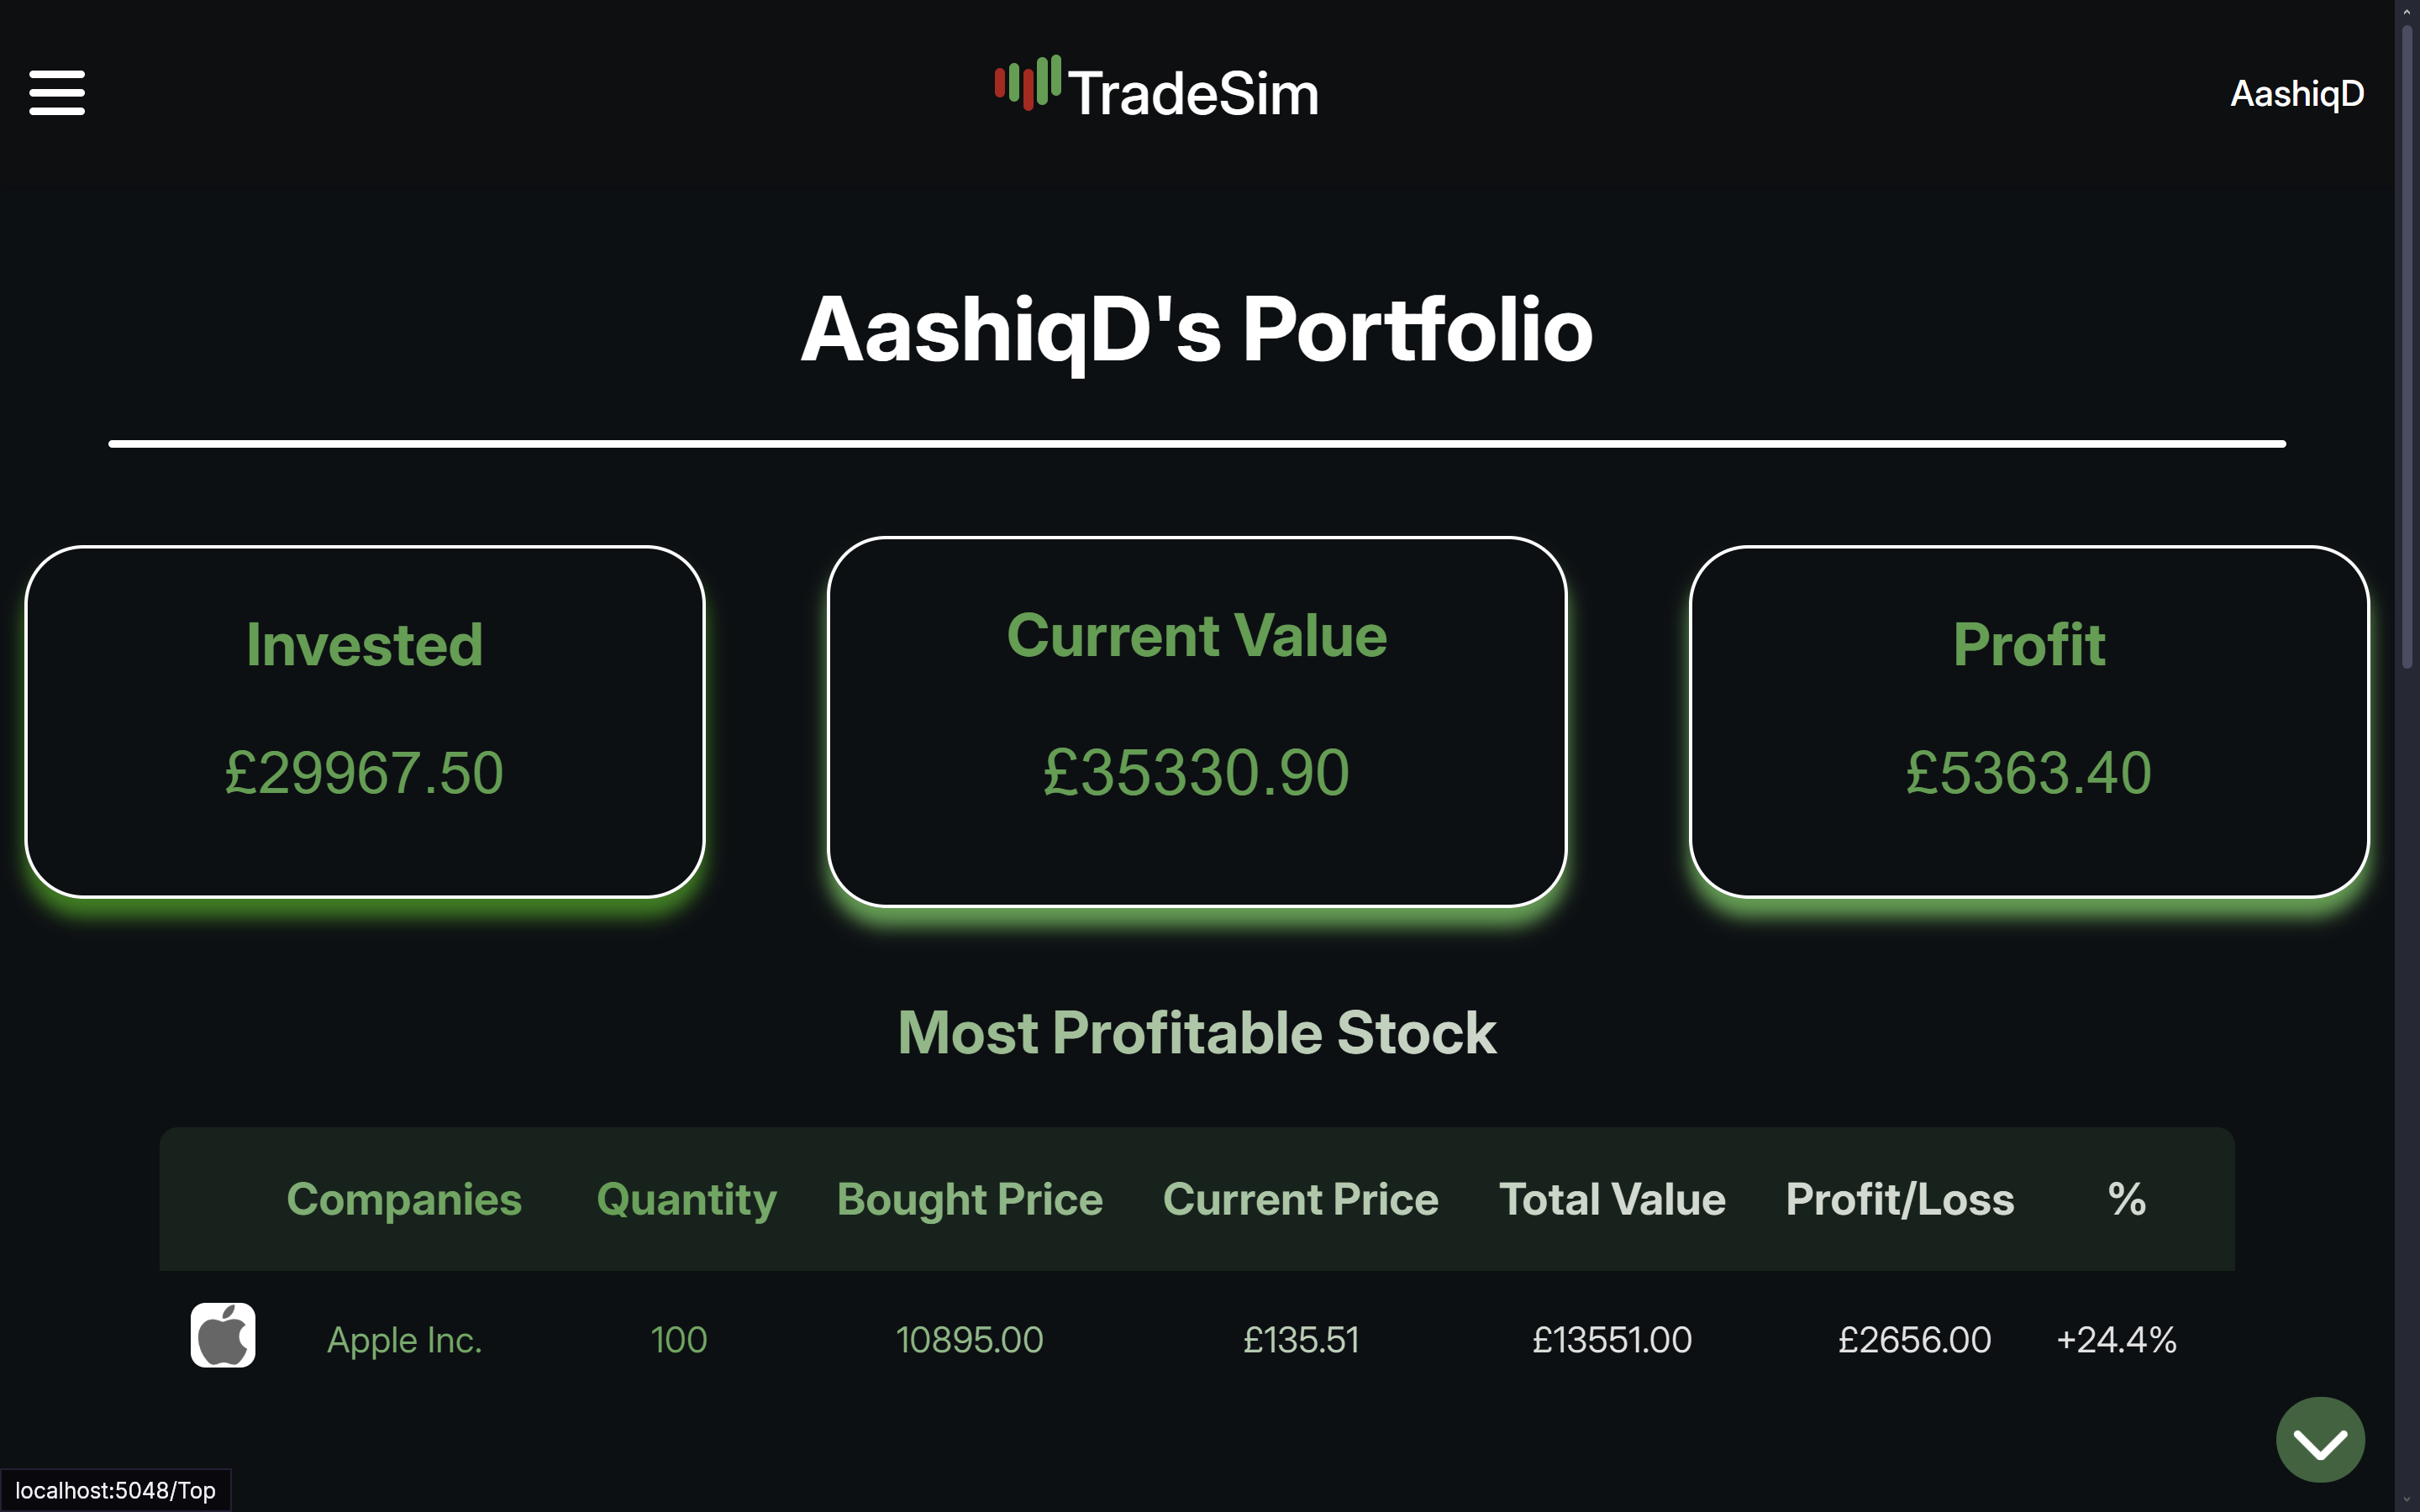 TradeSim
AashiqD
AashiqD's Portfolio
Invested
£29967.50
Current Value
£35330.90
Profit
£5363.40
Most Profitable Stock
Companies Quantity Bought Price Current Price Total Value Profit/Loss %
Apple Inc. 100 10895.00 £135.51 £13551.00 £2656.00 +24.4%
localhost:5048/Top